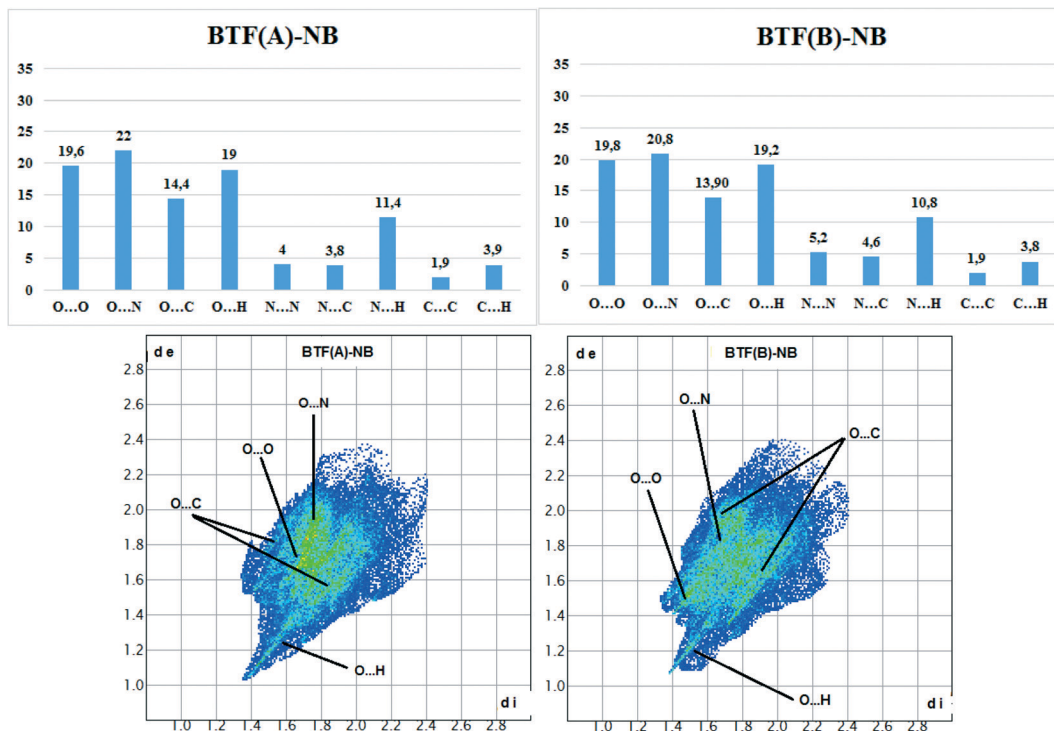 BTF(A)-NB
35
30
25
20
15
10
5
0
19,6
22
14,4
19
4
3,8
11,4
1,9
3,9
O…O O…N O…C O…H N…N N…C N…H C…C C…H
BTF(B)-NB
35
30
25
20
15
10
5
0
19,8
20,8
13,90
19,2
5,2
4,6
10,8
1,9
3,8
O…O O…N O…C O…H N…N N…C N…H C…C C…H
d e
BTF(A)-NB
2.8
2.6
2.4
2.2
2.0
1.8
1.6
1.4
1.2
1.0
O...N
O...O
O...C
O...H
d i
1.0 1.2 1.4 1.6 1.8 2.0 2.2 2.4 2.6 2.8
d e
BTF(B)-NB
2.8
2.6
2.4
2.2
2.0
1.8
1.6
1.4
1.2
1.0
O...N
O...C
O...O
O...H
d i
1.0 1.2 1.4 1.6 1.8 2.0 2.2 2.4 2.6 2.8